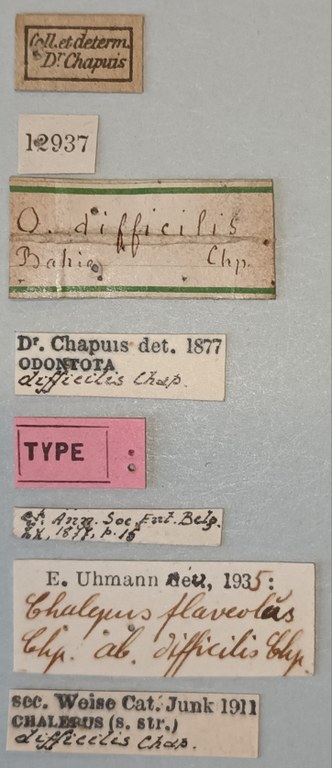 Coll. et determ.
Dr Chapuis
12937
O. difficilis
Bahia Chp.
Dr. Chapuis det. 1877
ODONTOTA
difficilis Chap.
TYPE
cf. Ann. Soc. Ent. Belg.
XX, 1877, p. 15
E. Uhmann det., 1935:
Chalepus flaveolus
Chp. ab. difficilis Chp.
sec. Weise Cat. Junk 1911
CHALEPUS (s. str.)
difficilis Chap.